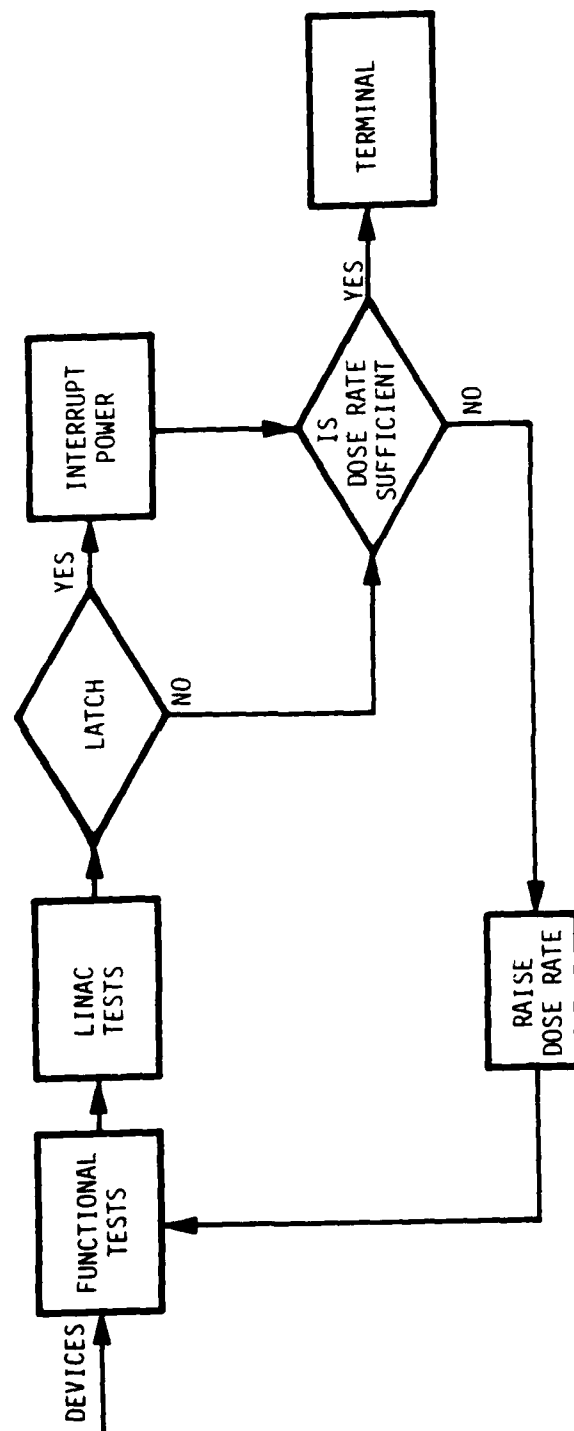 DEVICES
FUNCTIONAL
TESTS
LINAC
TESTS
LATCH
YES
NO
INTERRUPT
POWER
IS
DOSE RATE
SUFFICIENT
YES
NO
TERMINAL
RAISE
DOSE RATE